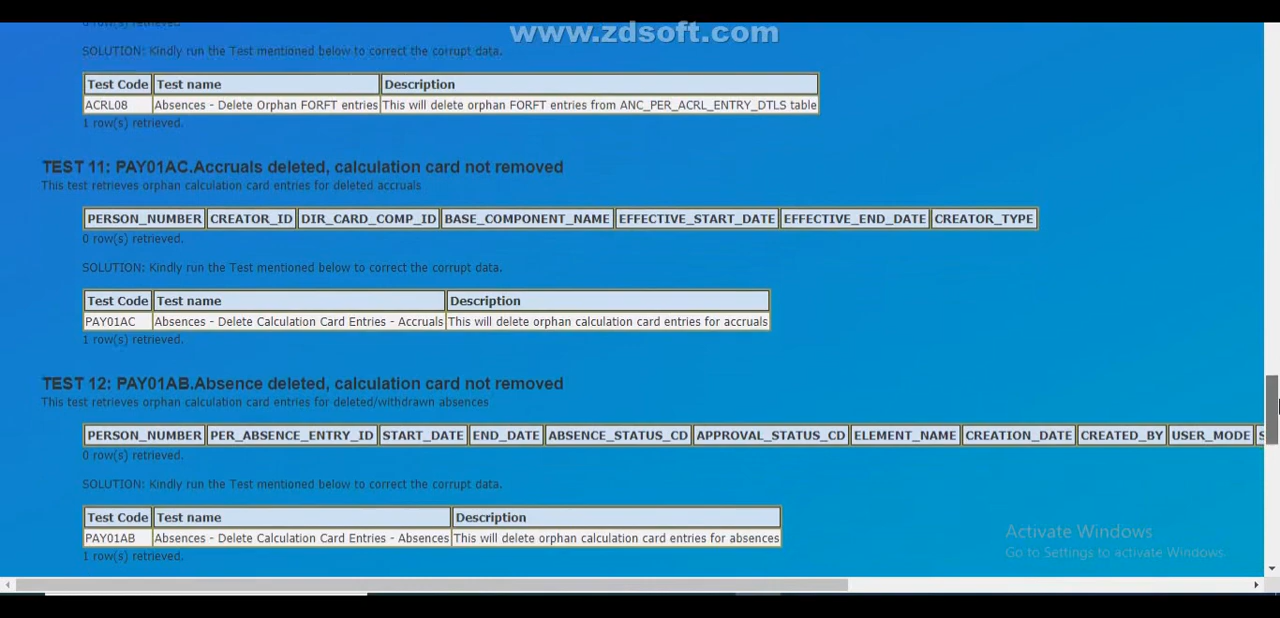 www.zdsoft.com
0 row(s) retrieved.
SOLUTION: Kindly run the Test mentioned below to correct the corrupt data.
Test Code Test name Description
ACRL08 Absences - Delete Orphan FORFT entries This will delete orphan FORFT entries from ANC_PER_ACRL_ENTRY_DTLS table
1 row(s) retrieved.
TEST 11: PAY01AC.Accruals deleted, calculation card not removed
This test retrieves orphan calculation card entries for deleted accruals
PERSON_NUMBER CREATOR_ID DIR_CARD_COMP_ID BASE_COMPONENT_NAME EFFECTIVE_START_DATE EFFECTIVE_END_DATE CREATOR_TYPE
0 row(s) retrieved.
SOLUTION: Kindly run the Test mentioned below to correct the corrupt data.
Test Code Test name Description
PAY01AC Absences - Delete Calculation Card Entries - Accruals This will delete orphan calculation card entries for accruals
1 row(s) retrieved.
TEST 12: PAY01AB.Absence deleted, calculation card not removed
This test retrieves orphan calculation card entries for deleted/withdrawn absences
PERSON_NUMBER PER_ABSENCE_ENTRY_ID START_DATE END_DATE ABSENCE_STATUS_CD APPROVAL_STATUS_CD ELEMENT_NAME CREATION_DATE CREATED_BY USER_MODE
0 row(s) retrieved.
SOLUTION: Kindly run the Test mentioned below to correct the corrupt data.
Test Code Test name Description
PAY01AB Absences - Delete Calculation Card Entries - Absences This will delete orphan calculation card entries for absences
1 row(s) retrieved.
Activate Windows
Go to Settings to activate Windows.